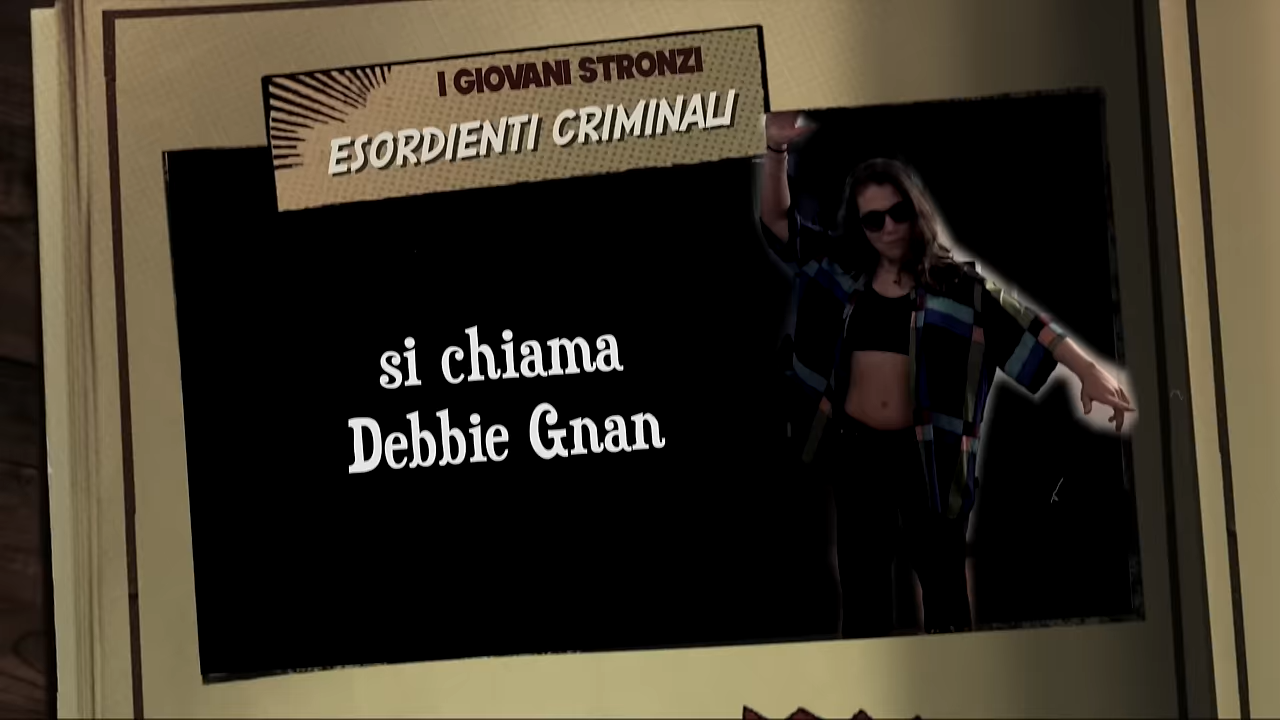 I GIOVANI STRONZI
ESORDIENTI CRIMINALI
si chiama
Debbie Gnan